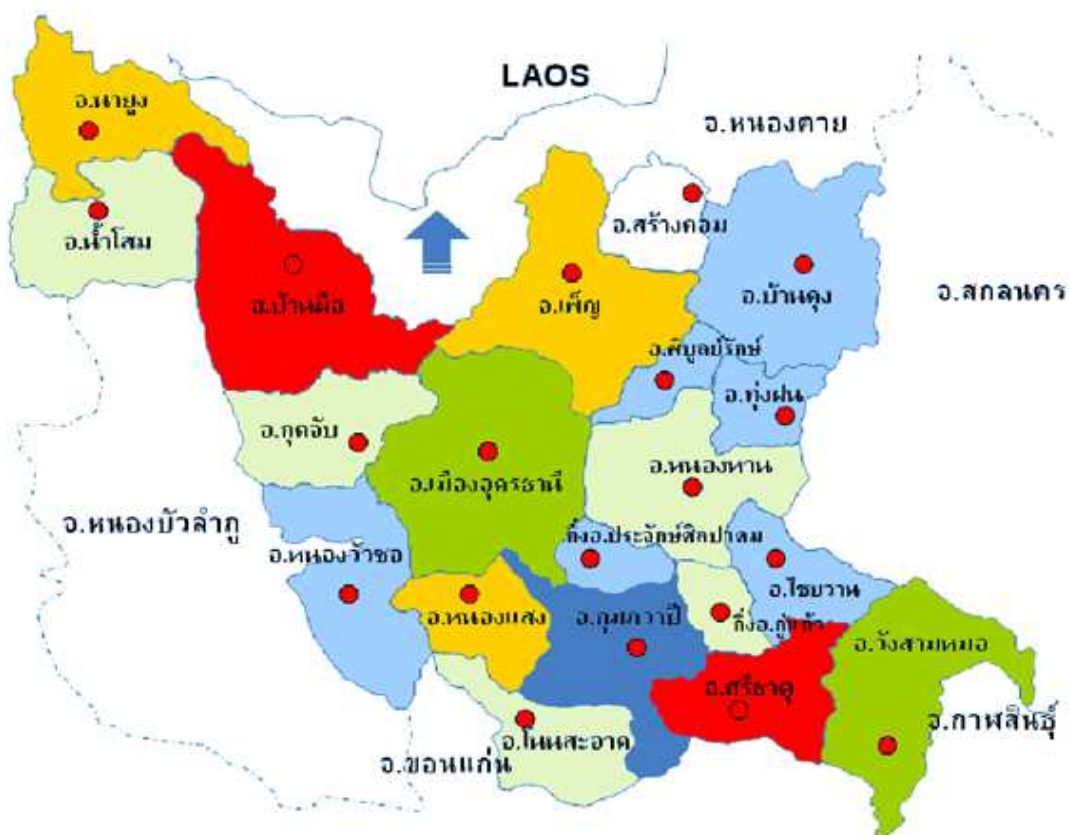 LAOS
อ.นายูง
จ.หนองคาย
อ.น้ำโสม
อ.สร้างคอม
อ.บ้านผือ
อ.เพ็ญ
อ.บ้านดุง
จ.สกลนคร
อ.พิบูลย์รักษ์
อ.ทุ่งฝน
อ.กุดจับ
อ.เมืองอุดรธานี
อ.หนองหาน
จ.หนองบัวลำภู
อ.หนองวัวซอ
กิ่งอ.ประจักษ์ศิลปาคม
อ.ไชยวาน
อ.หนองแสง
อ.กุมภวาปี
กิ่งอ.กู่แก้ว
อ.วังสามหมอ
อ.ศรีธาตุ
จ.กาฬสินธุ์
อ.โนนสะอาด
จ.ขอนแก่น